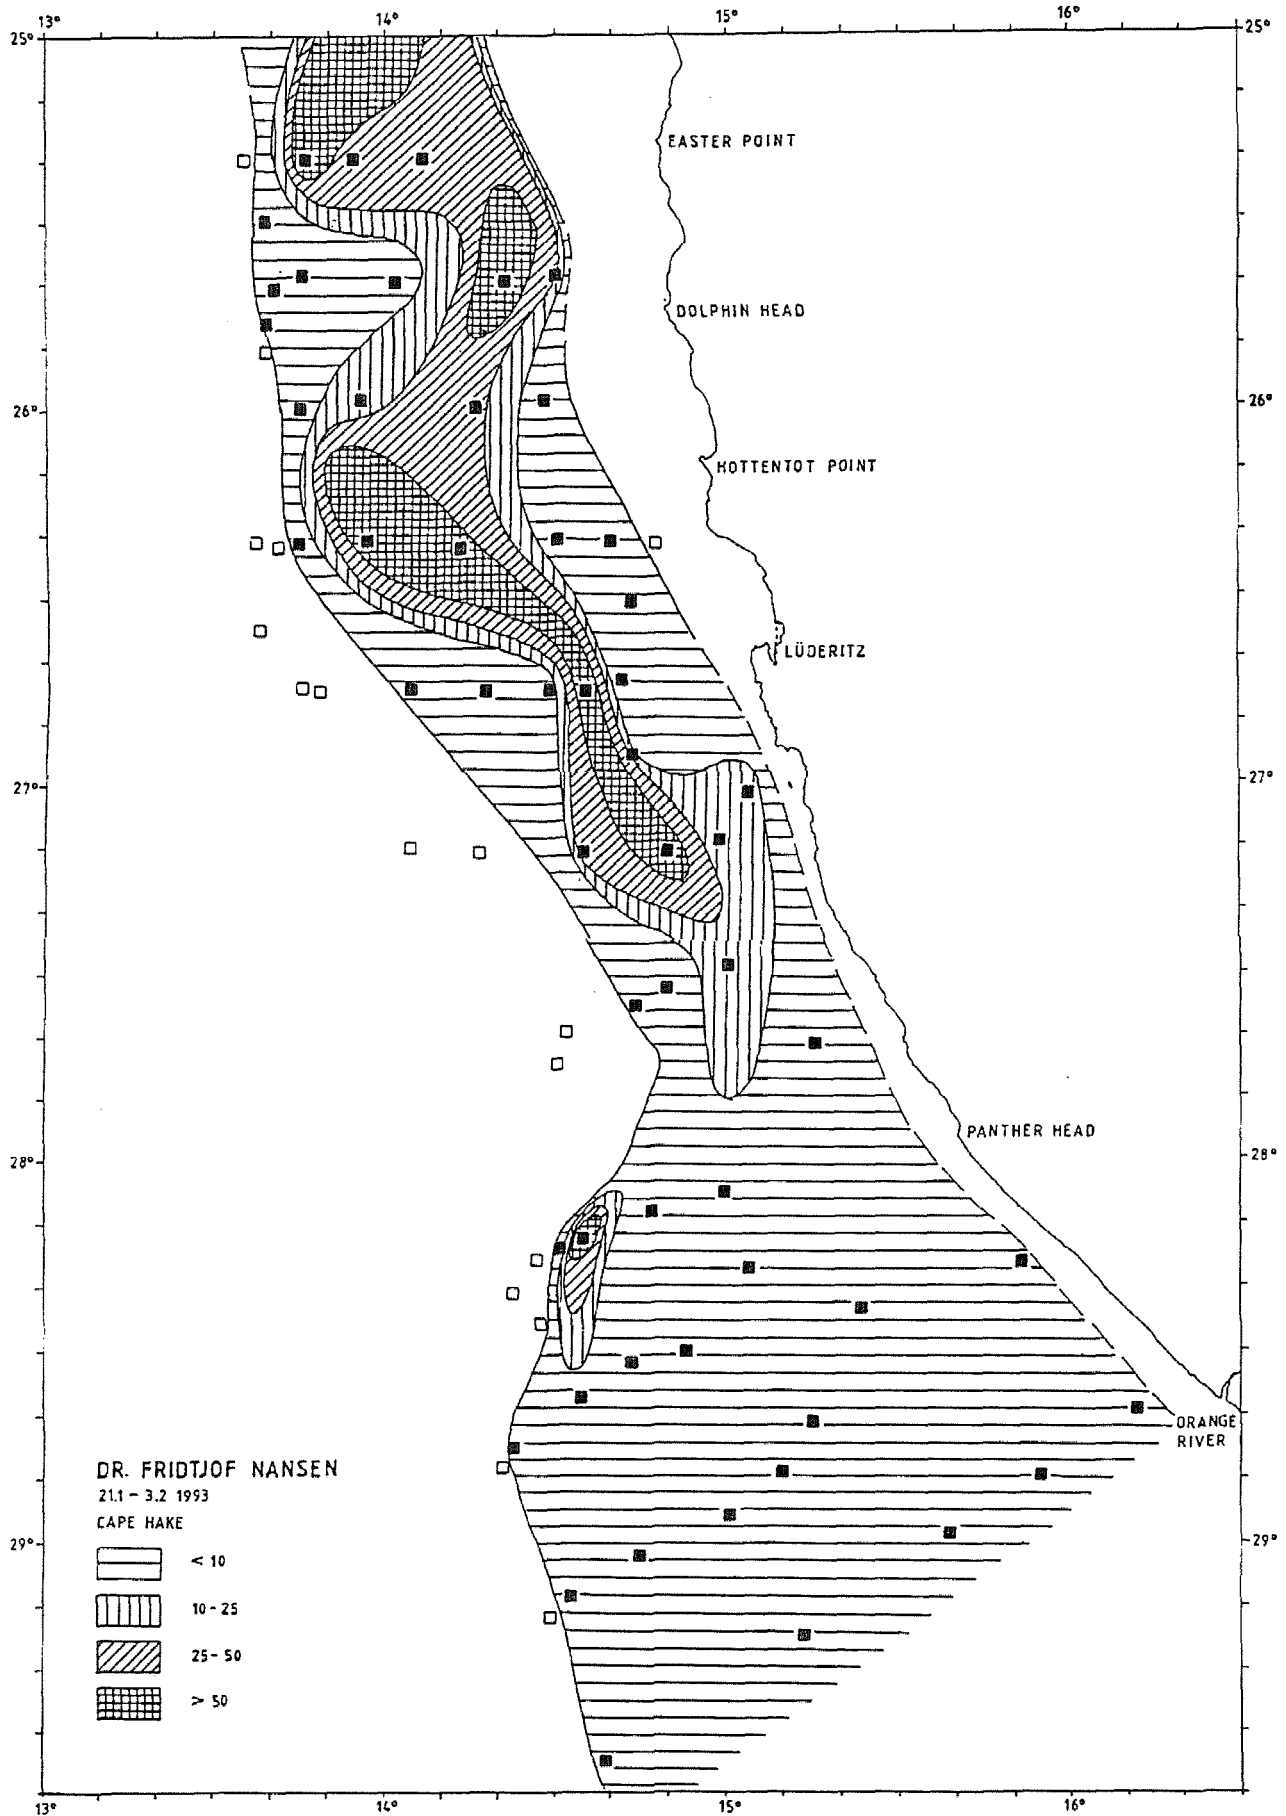 13° 14° 15° 16°
25° 25°
EASTER POINT
DOLPHIN HEAD
26° 26°
HOTTENTOT POINT
LÜDERITZ
27° 27°
PANTHER HEAD
28° 28°
ORANGE
RIVER
DR. FRIDTJOF NANSEN
21.1 - 3.2 1993
CAPE HAKE
< 10
29° 29°
10 - 25
25 - 50
> 50
13° 14° 15° 16°